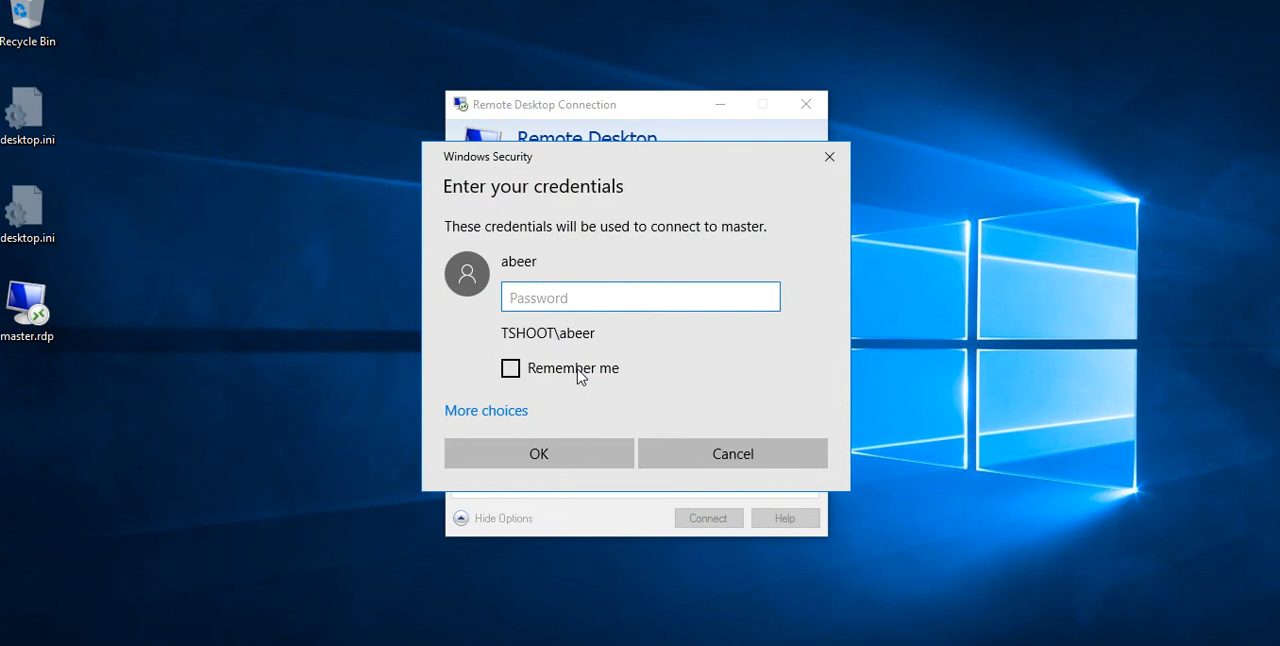 Recycle Bin
desktop.ini
desktop.ini
master.rdp
Remote Desktop Connection
Remote Desktop
Windows Security
Enter your credentials
These credentials will be used to connect to master.
abeer
Password
TSHOOT\abeer
Remember me
More choices
OK Cancel
Hide Options Connect Help